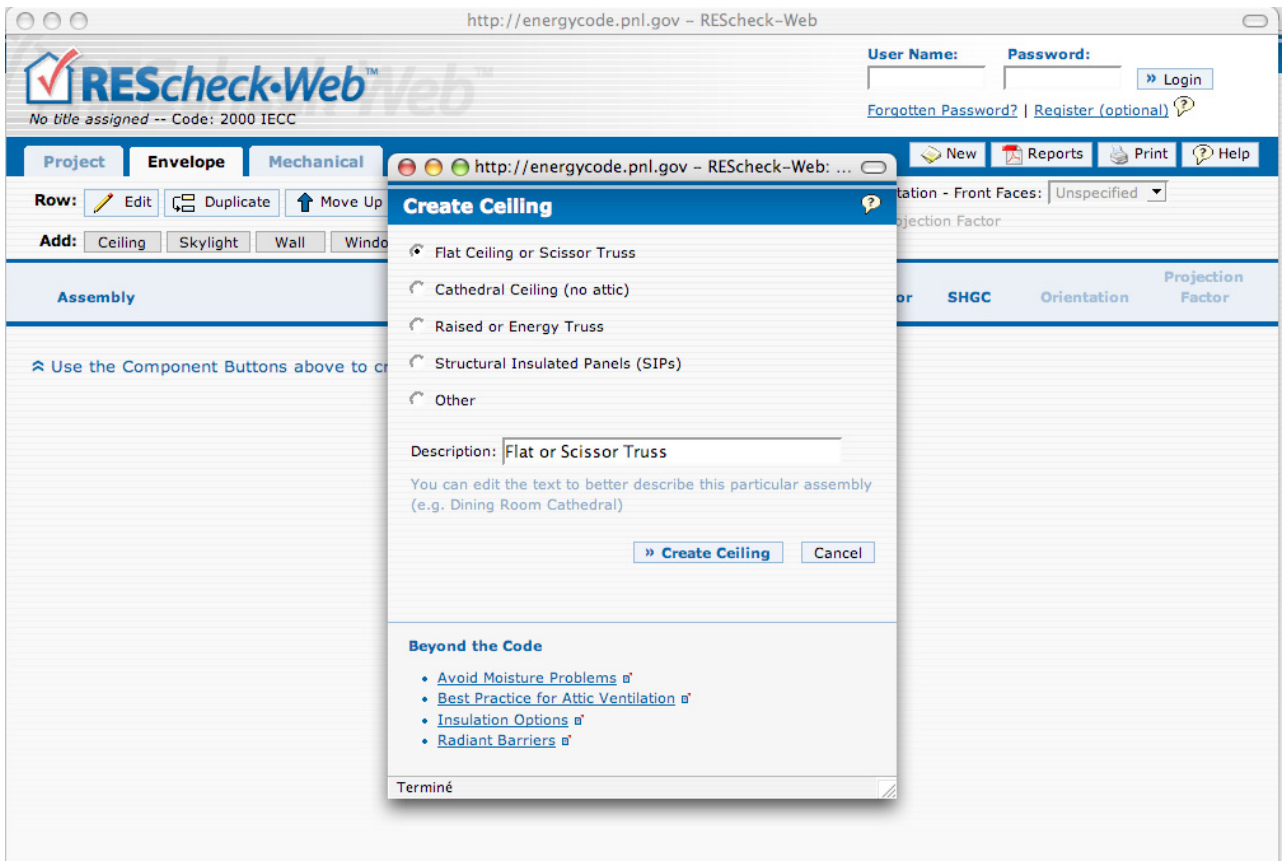 http://energycode.pnl.gov – REScheck-Web
REScheck•Web™
No title assigned -- Code: 2000 IECC
User Name: Password:
» Login
Forgotten Password? | Register (optional) ?
Project Envelope Mechanical
New Reports Print ? Help
Row: Edit Duplicate Move Up
tation - Front Faces: Unspecified
ojection Factor
Add: Ceiling Skylight Wall Windo
Assembly
or SHGC Orientation Projection Factor
Use the Component Buttons above to cr
http://energycode.pnl.gov – REScheck-Web: ...
Create Ceiling ?
Flat Ceiling or Scissor Truss
Cathedral Ceiling (no attic)
Raised or Energy Truss
Structural Insulated Panels (SIPs)
Other
Description: Flat or Scissor Truss
You can edit the text to better describe this particular assembly
(e.g. Dining Room Cathedral)
» Create Ceiling Cancel
Beyond the Code
• Avoid Moisture Problems
• Best Practice for Attic Ventilation
• Insulation Options
• Radiant Barriers
Terminé